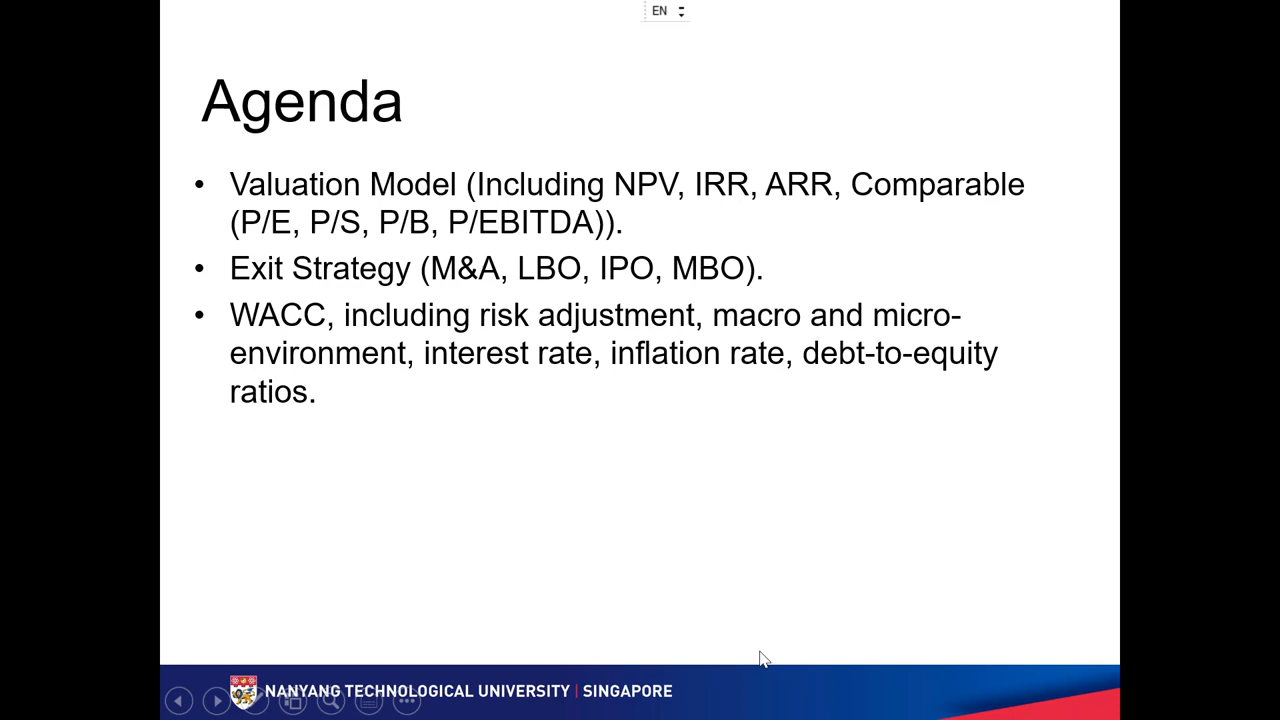 EN
Agenda
• Valuation Model (Including NPV, IRR, ARR, Comparable
(P/E, P/S, P/B, P/EBITDA)).
• Exit Strategy (M&A, LBO, IPO, MBO).
• WACC, including risk adjustment, macro and micro-
environment, interest rate, inflation rate, debt-to-equity
ratios.
NANYANG TECHNOLOGICAL UNIVERSITY | SINGAPORE